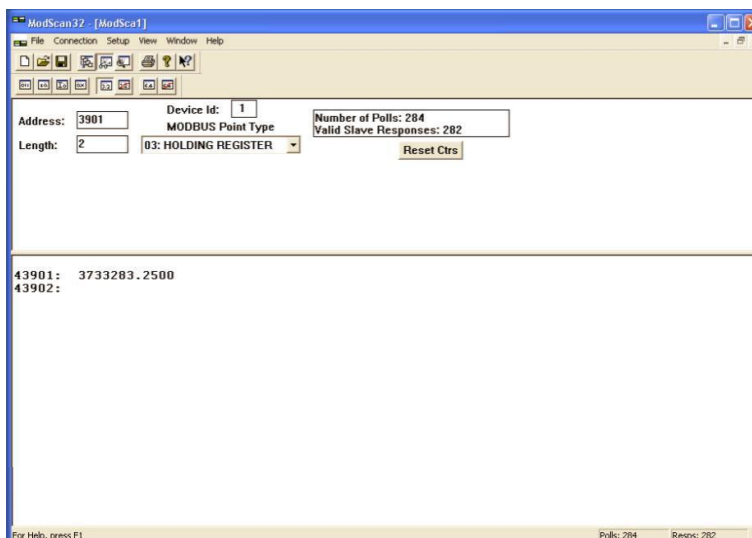 ModScan32 - [ModSca1]
File Connection Setup View Window Help
Address: 3901
Device Id: 1
MODBUS Point Type
Length: 2
03: HOLDING REGISTER
Number of Polls: 284
Valid Slave Responses: 282
Reset Ctrs
43901: 3733283.2500
43902:
For Help, press F1
Polls: 284
Resps: 282